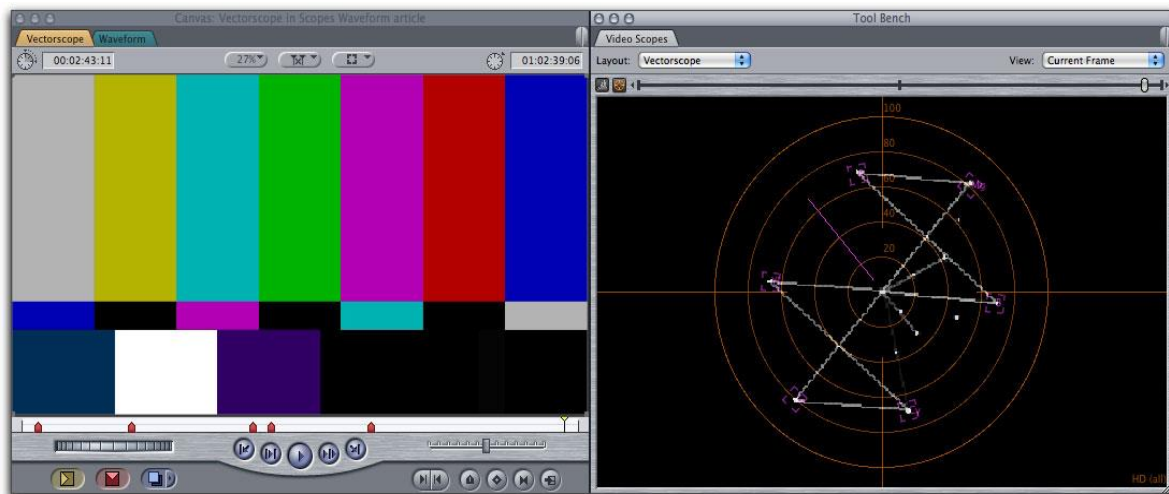 Canvas: Vectorscope in Scopes Waveform article
Vectorscope
Waveform
00:02:43:11
27%
01:02:39:06
Tool Bench
Video Scopes
Layout:
Vectorscope
View:
Current Frame
100
80
60
40
20
HD (all